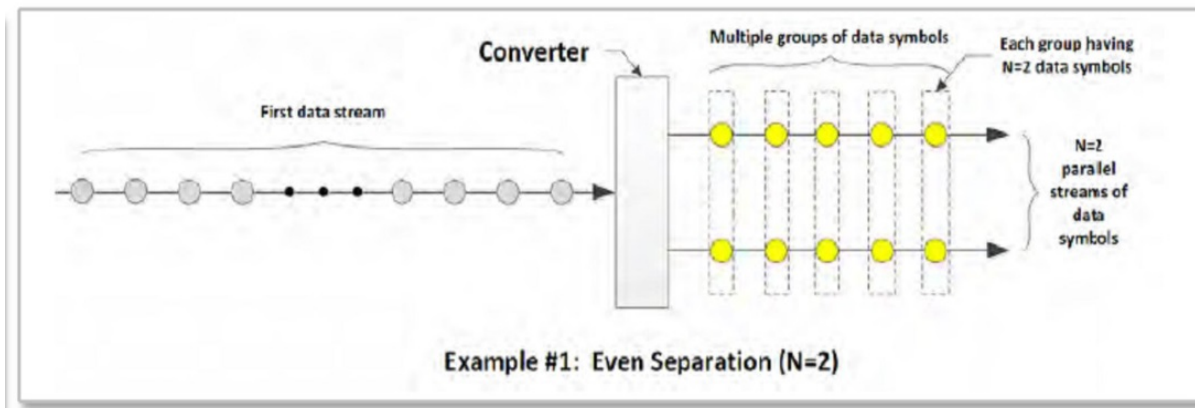 Multiple groups of data symbols
Each group having
N=2 data symbols
Converter
First data stream
N=2
parallel
streams of
data
symbols
Example #1:  Even Separation (N=2)